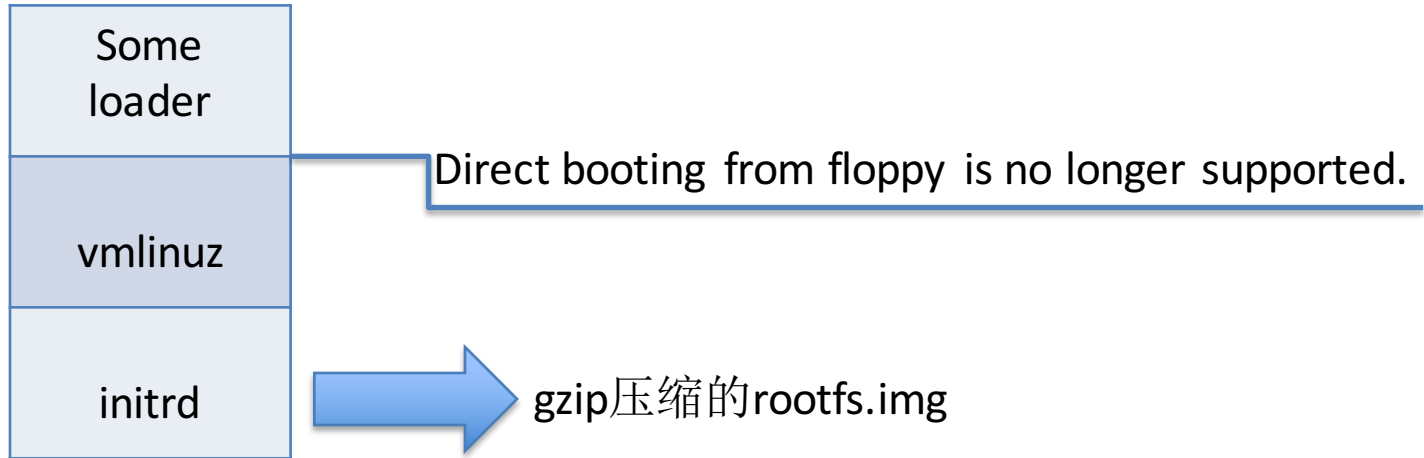 Some
loader
Direct booting from floppy is no longer supported.
vmlinuz
initrd
gzip压缩的rootfs.img